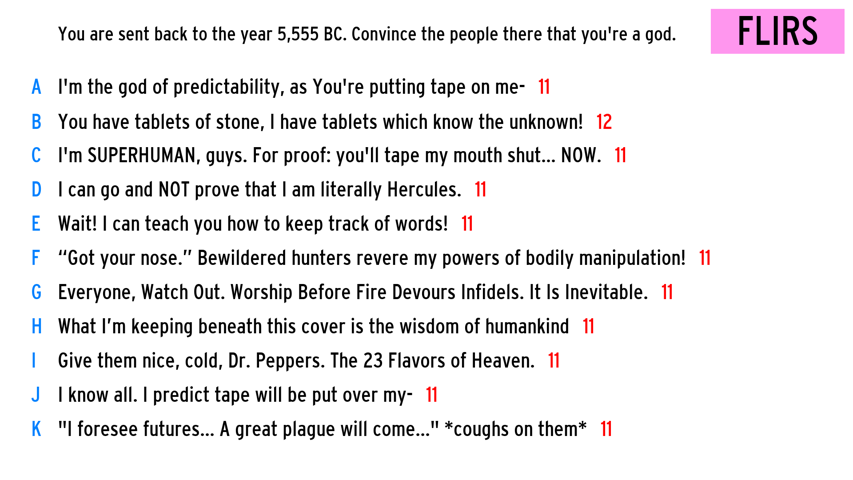 You are sent back to the year 5,555 BC. Convince the people there that you're a god.
FLIRS
A I'm the god of predictability, as You're putting tape on me- 11
B You have tablets of stone, I have tablets which know the unknown! 12
C I'm SUPERHUMAN, guys. For proof: you'll tape my mouth shut... NOW. 11
D I can go and NOT prove that I am literally Hercules. 11
E Wait! I can teach you how to keep track of words! 11
F “Got your nose.” Bewildered hunters revere my powers of bodily manipulation! 11
G Everyone, Watch Out. Worship Before Fire Devours Infidels. It Is Inevitable. 11
H What I’m keeping beneath this cover is the wisdom of humankind 11
I Give them nice, cold, Dr. Peppers. The 23 Flavors of Heaven. 11
J I know all. I predict tape will be put over my- 11
K "I foresee futures... A great plague will come..." *coughs on them* 11